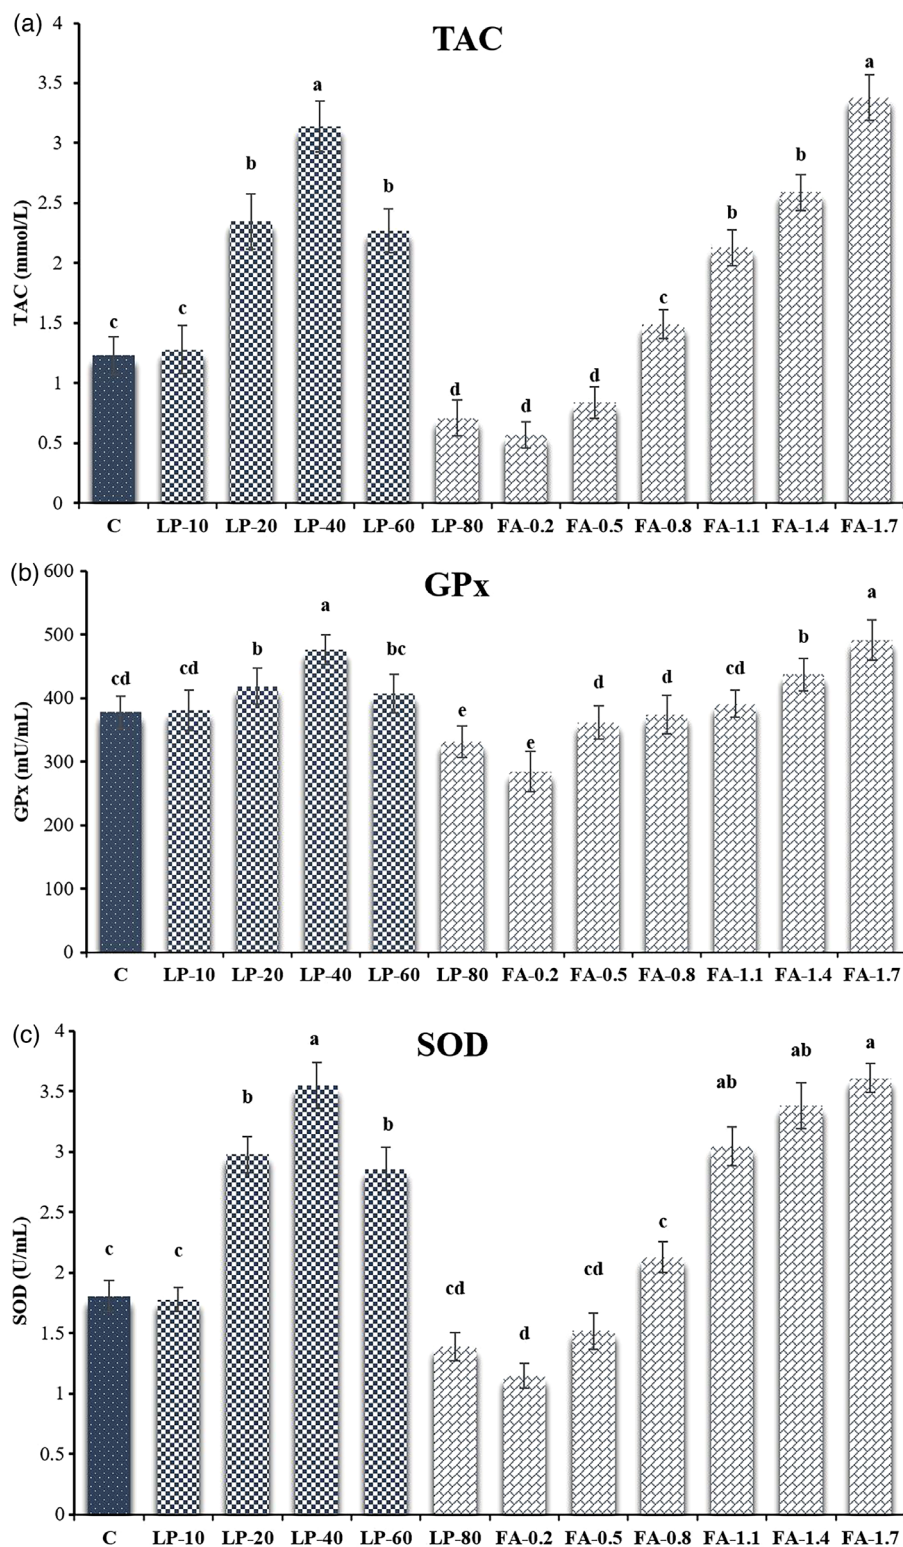 (a)
TAC
TAC (mmol/L)
4
3.5
3
2.5
2
1.5
1
0.5
0
c c b a b d d d c b b a
C LP-10 LP-20 LP-40 LP-60 LP-80 FA-0.2 FA-0.5 FA-0.8 FA-1.1 FA-1.4 FA-1.7
(b)
GPx
GPx (mU/mL)
600
500
400
300
200
100
0
cd cd b a bc e e d d cd b a
C LP-10 LP-20 LP-40 LP-60 LP-80 FA-0.2 FA-0.5 FA-0.8 FA-1.1 FA-1.4 FA-1.7
(c)
SOD
SOD (U/mL)
4
3.5
3
2.5
2
1.5
1
0.5
0
c c b a b cd d cd c ab ab a
C LP-10 LP-20 LP-40 LP-60 LP-80 FA-0.2 FA-0.5 FA-0.8 FA-1.1 FA-1.4 FA-1.7